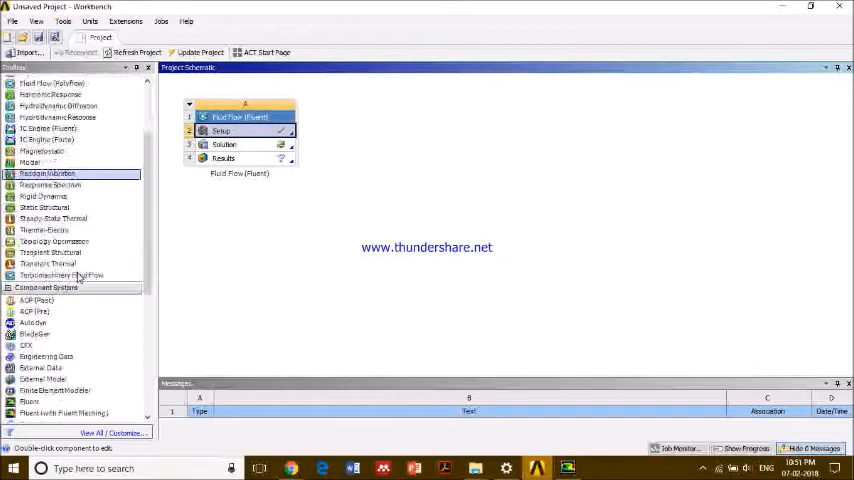 Unsaved Project - Workbench
File View Tools Units Extensions Jobs Help
Project
Import... Reconnect Refresh Project Update Project ACT Start Page
Toolbox
Project Schematic
Fluid Flow (Polyflow)
Harmonic Response
Hydrodynamic Diffraction
Hydrodynamic Response
IC Engine (Fluent)
IC Engine (Forte)
Magnetostatic
Modal
Random Vibration
Response Spectrum
Rigid Dynamics
Static Structural
Steady-State Thermal
Thermal-Electric
Topology Optimization
Transient Structural
Transient Thermal
Turbomachinery Fluid Flow
Component Systems
ACP (Post)
ACP (Pre)
Autodyn
BladeGen
CFX
Engineering Data
External Data
External Model
Finite Element Modeler
Fluent
Fluent (with Fluent Meshing)
View All / Customize...
A
1 Fluid Flow (Fluent)
2 Setup
3 Solution
4 Results
Fluid Flow (Fluent)
www.thundershare.net
Messages
A B C D
1 Type Text Association Date/Time
Double-click component to edit.
Job Monitor... Show Progress Hide 0 Messages
Type here to search
ENG
10:51 PM
07-02-2018